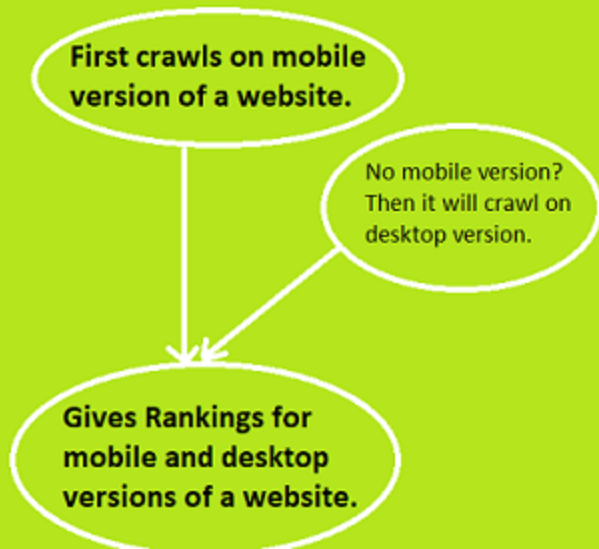 First crawls on mobile
version of a website.
No mobile version?
Then it will crawl on
desktop version.
Gives Rankings for
mobile and desktop
versions of a website.